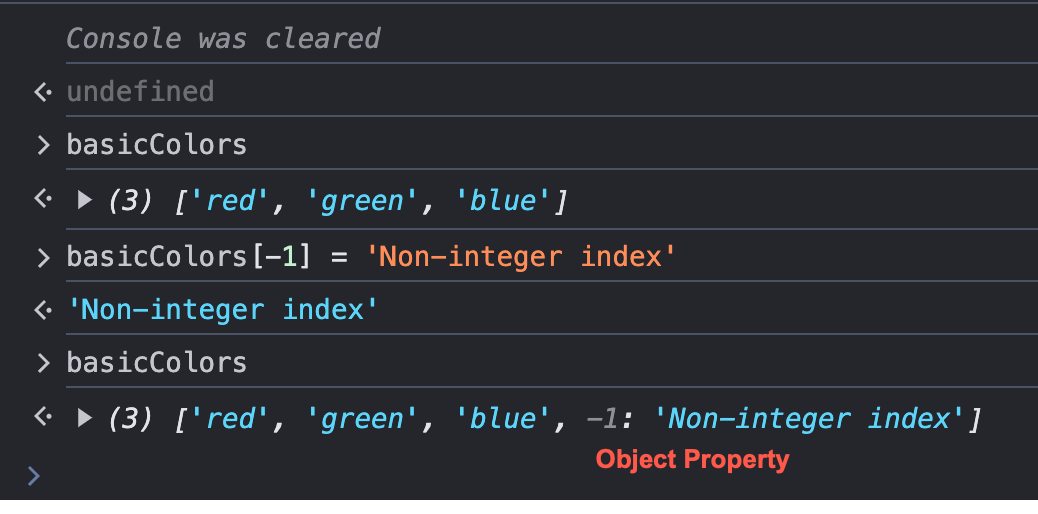 Console was cleared
undefined
basicColors
(3) ['red', 'green', 'blue']
basicColors[-1] = 'Non-integer index'
'Non-integer index'
basicColors
(3) ['red', 'green', 'blue', -1: 'Non-integer index']
Object Property